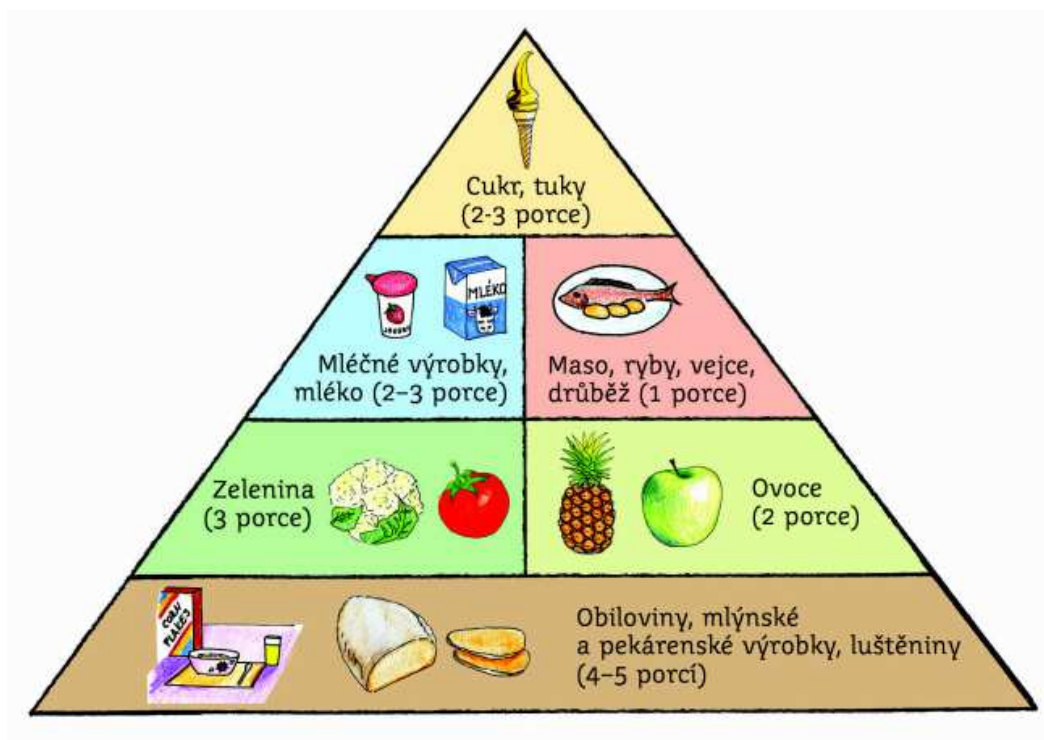 Cukr, tuky
(2-3 porce)
MLÉKO
Mléčné výrobky,
mléko (2–3 porce)
Maso, ryby, vejce,
drůběž (1 porce)
Zelenina
(3 porce)
Ovoce
(2 porce)
CORN
FLAKES
Obiloviny, mlýnské
a pekárenské výrobky, luštěniny
(4–5 porcí)